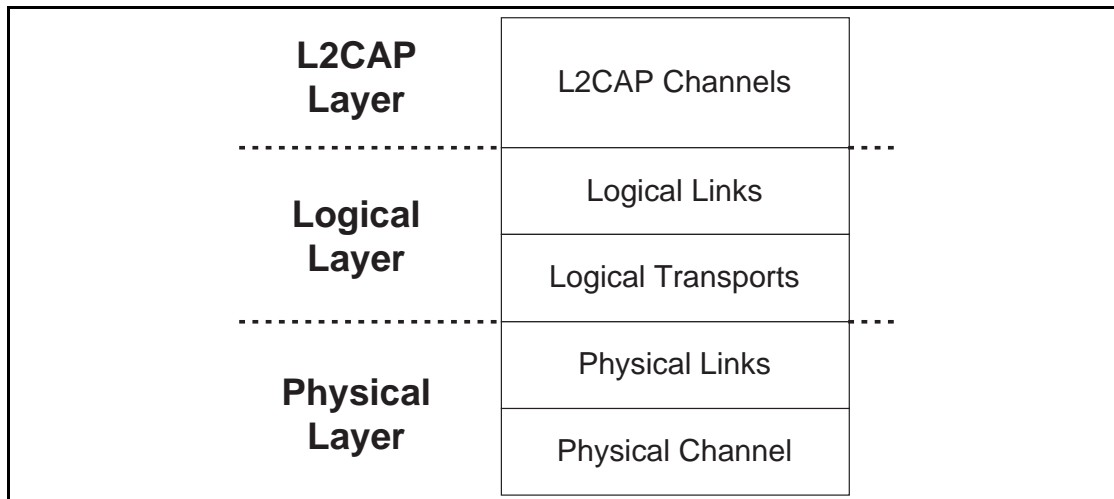 L2CAP
Layer
L2CAP Channels
Logical
Layer
Logical Links
Logical Transports
Physical
Layer
Physical Links
Physical Channel